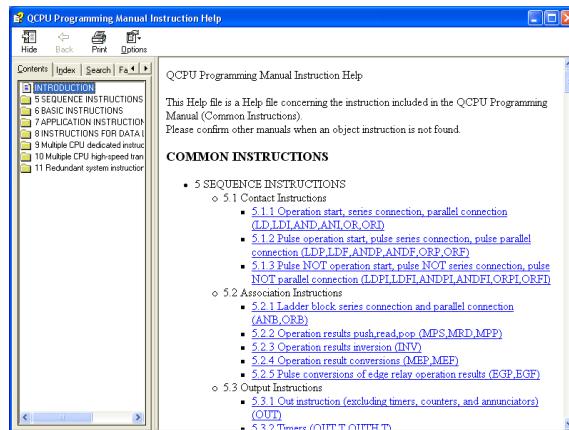 QCPU Programming Manual Instruction Help
Hide Back Print Options
Contents Index Search Fa
INTRODUCTION
5 SEQUENCE INSTRUCTIONS
6 BASIC INSTRUCTIONS
7 APPLICATION INSTRUCTION
8 INSTRUCTIONS FOR DATA L
9 Multiple CPU dedicated instruc
10 Multiple CPU high-speed tran
11 Redundant system instruction
QCPU Programming Manual Instruction Help
This Help file is a Help file concerning the instruction included in the QCPU Programming
Manual (Common Instructions).
Please confirm other manuals when an object instruction is not found.
COMMON INSTRUCTIONS
5 SEQUENCE INSTRUCTIONS
5.1 Contact Instructions
5.1.1 Operation start, series connection, parallel connection
(LD,LDI,AND,ANI,OR,ORI)
5.1.2 Pulse operation start, pulse series connection, pulse parallel
connection (LDP,LDF,ANDP,ANDF,ORP,ORF)
5.1.3 Pulse NOT operation start, pulse NOT series connection, pulse
NOT parallel connection (LDPI,LDFI,ANDPI,ANDFI,ORPI,ORFI)
5.2 Association Instructions
5.2.1 Ladder block series connection and parallel connection
(ANB,ORB)
5.2.2 Operation results push,read,pop (MPS,MRD,MPP)
5.2.3 Operation results inversion (INV)
5.2.4 Operation result conversions (MEP,MEF)
5.2.5 Pulse conversions of edge relay operation results (EGP,EGF)
5.3 Output Instructions
5.3.1 Out instruction (excluding timers, counters, and annunciators)
(OUT)
5.3.2 Timers (OUT T,OUTH T)